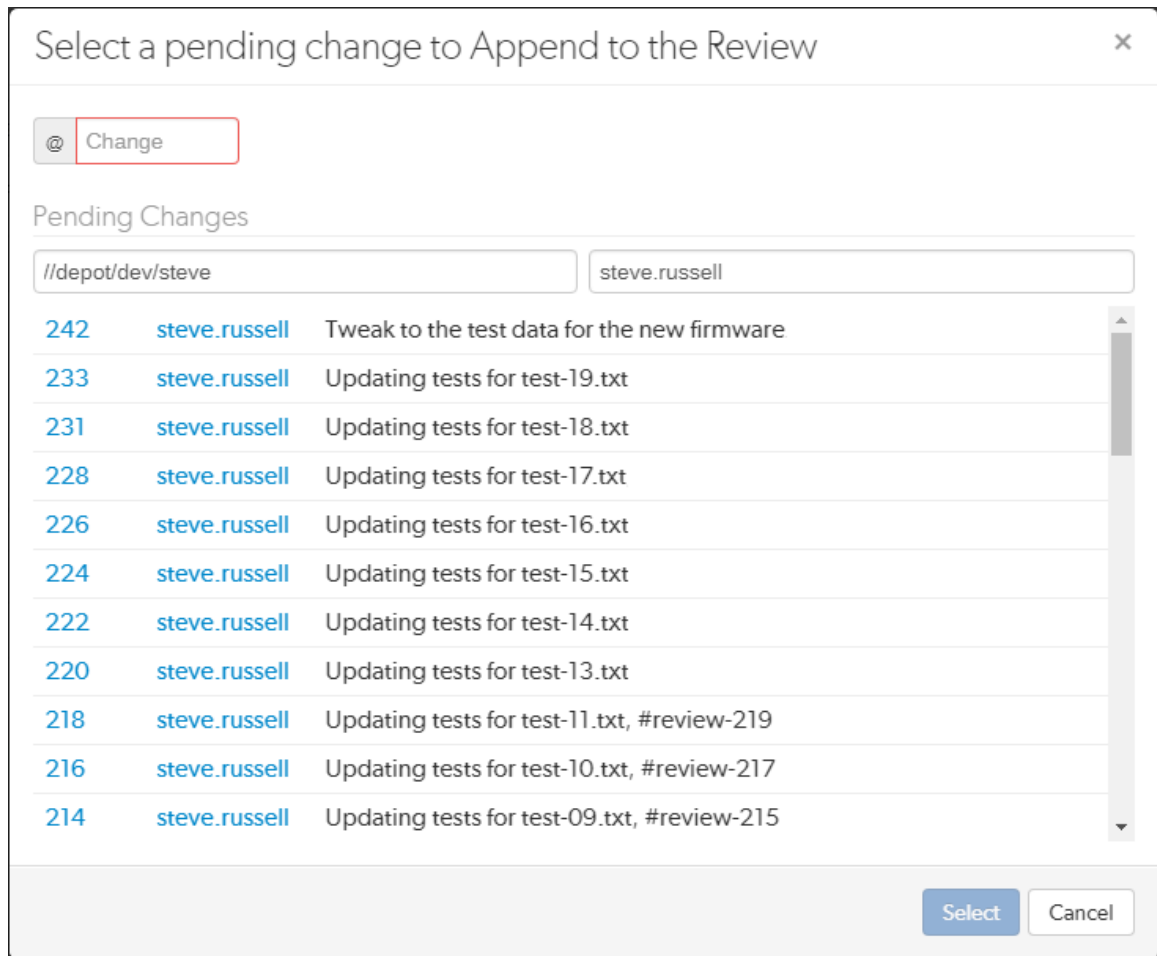 Select a pending change to Append to the Review ×
@ Change
Pending Changes
//depot/dev/steve steve.russell
242 steve.russell Tweak to the test data for the new firmware
233 steve.russell Updating tests for test-19.txt
231 steve.russell Updating tests for test-18.txt
228 steve.russell Updating tests for test-17.txt
226 steve.russell Updating tests for test-16.txt
224 steve.russell Updating tests for test-15.txt
222 steve.russell Updating tests for test-14.txt
220 steve.russell Updating tests for test-13.txt
218 steve.russell Updating tests for test-11.txt, #review-219
216 steve.russell Updating tests for test-10.txt, #review-217
214 steve.russell Updating tests for test-09.txt, #review-215
Select Cancel